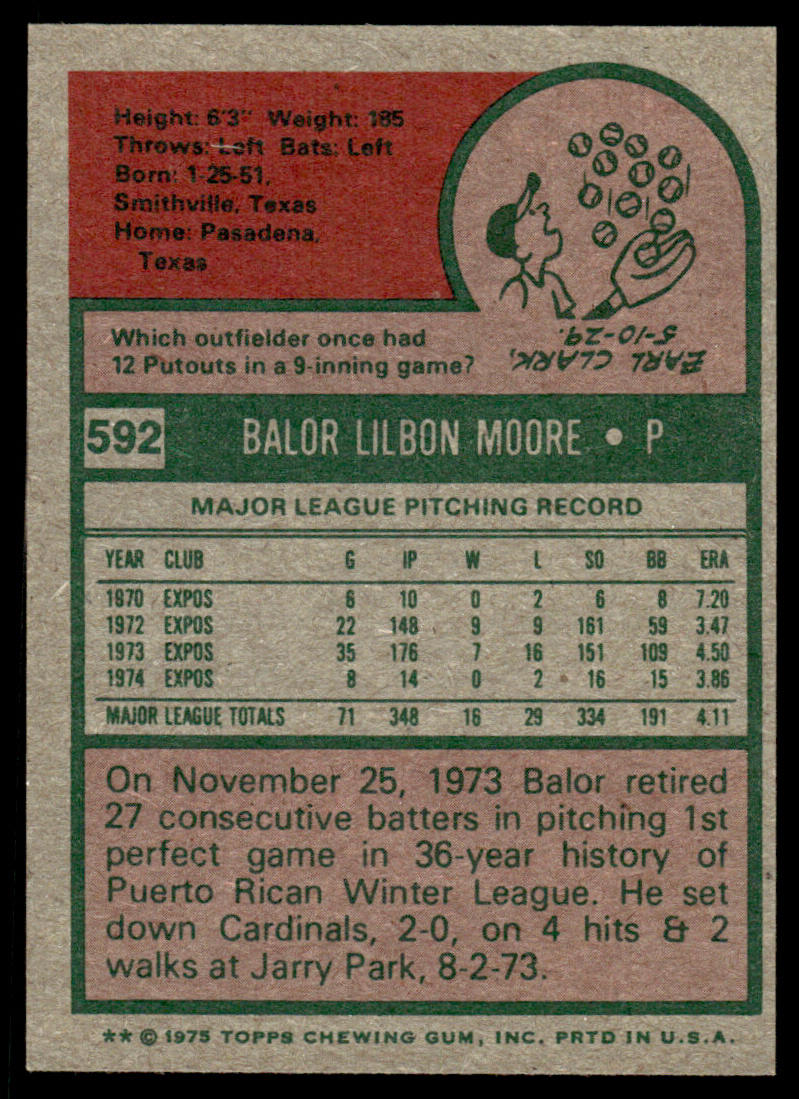 Height: 6'3" Weight: 185
Throws: Left Bats: Left
Born: 1-25-51,
Smithville, Texas
Home: Pasadena,
Texas
Which outfielder once had
12 Putouts in a 9-inning game?
EARL CLARK,
5-10-29.
592 BALOR LILBON MOORE • P
MAJOR LEAGUE PITCHING RECORD
YEAR CLUB G IP W L SO BB ERA
1970 EXPOS 6 10 0 2 6 8 7.20
1972 EXPOS 22 148 9 9 161 59 3.47
1973 EXPOS 35 176 7 16 151 109 4.50
1974 EXPOS 8 14 0 2 16 15 3.86
MAJOR LEAGUE TOTALS 71 348 16 29 334 191 4.11
On November 25, 1973 Balor retired
27 consecutive batters in pitching 1st
perfect game in 36-year history of
Puerto Rican Winter League. He set
down Cardinals, 2-0, on 4 hits & 2
walks at Jarry Park, 8-2-73.
** © 1975 TOPPS CHEWING GUM, INC. PRTD IN U.S.A.